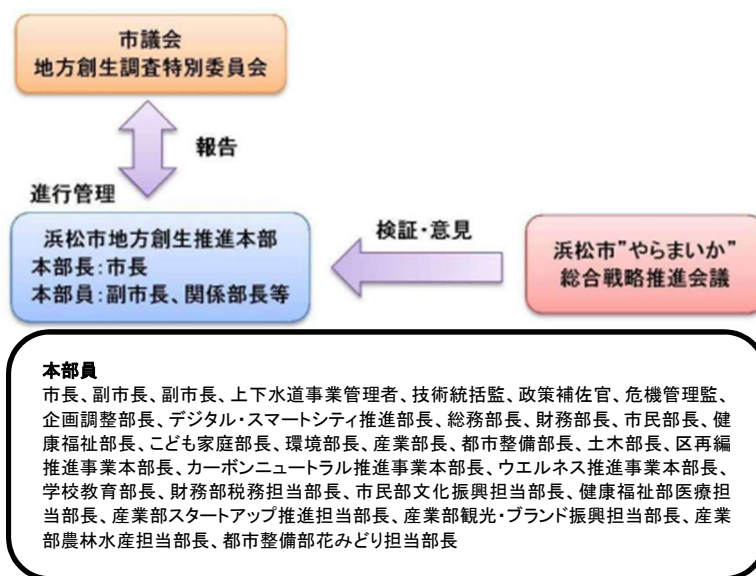 市議会
地方創生調査特別委員会
報告
進行管理
浜松市地方創生推進本部
本部長:市長
本部員:副市長、関係部長等
検証・意見
浜松市”やらまいか”
総合戦略推進会議
本部員
市長、副市長、副市長、上下水道事業管理者、技術統括監、政策補佐官、危機管理監、
企画調整部長、デジタル・スマートシティ推進部長、総務部長、財務部長、市民部長、健
康福祉部長、こども家庭部長、環境部長、産業部長、都市整備部長、土木部長、区再編
推進事業本部長、カーボンニュートラル推進事業本部長、ウエルネス推進事業本部長、
学校教育部長、財務部税務担当部長、市民部文化振興担当部長、健康福祉部医療担
当部長、産業部スタートアップ推進担当部長、産業部観光・ブランド振興担当部長、産業
部農林水産担当部長、都市整備部花みどり担当部長